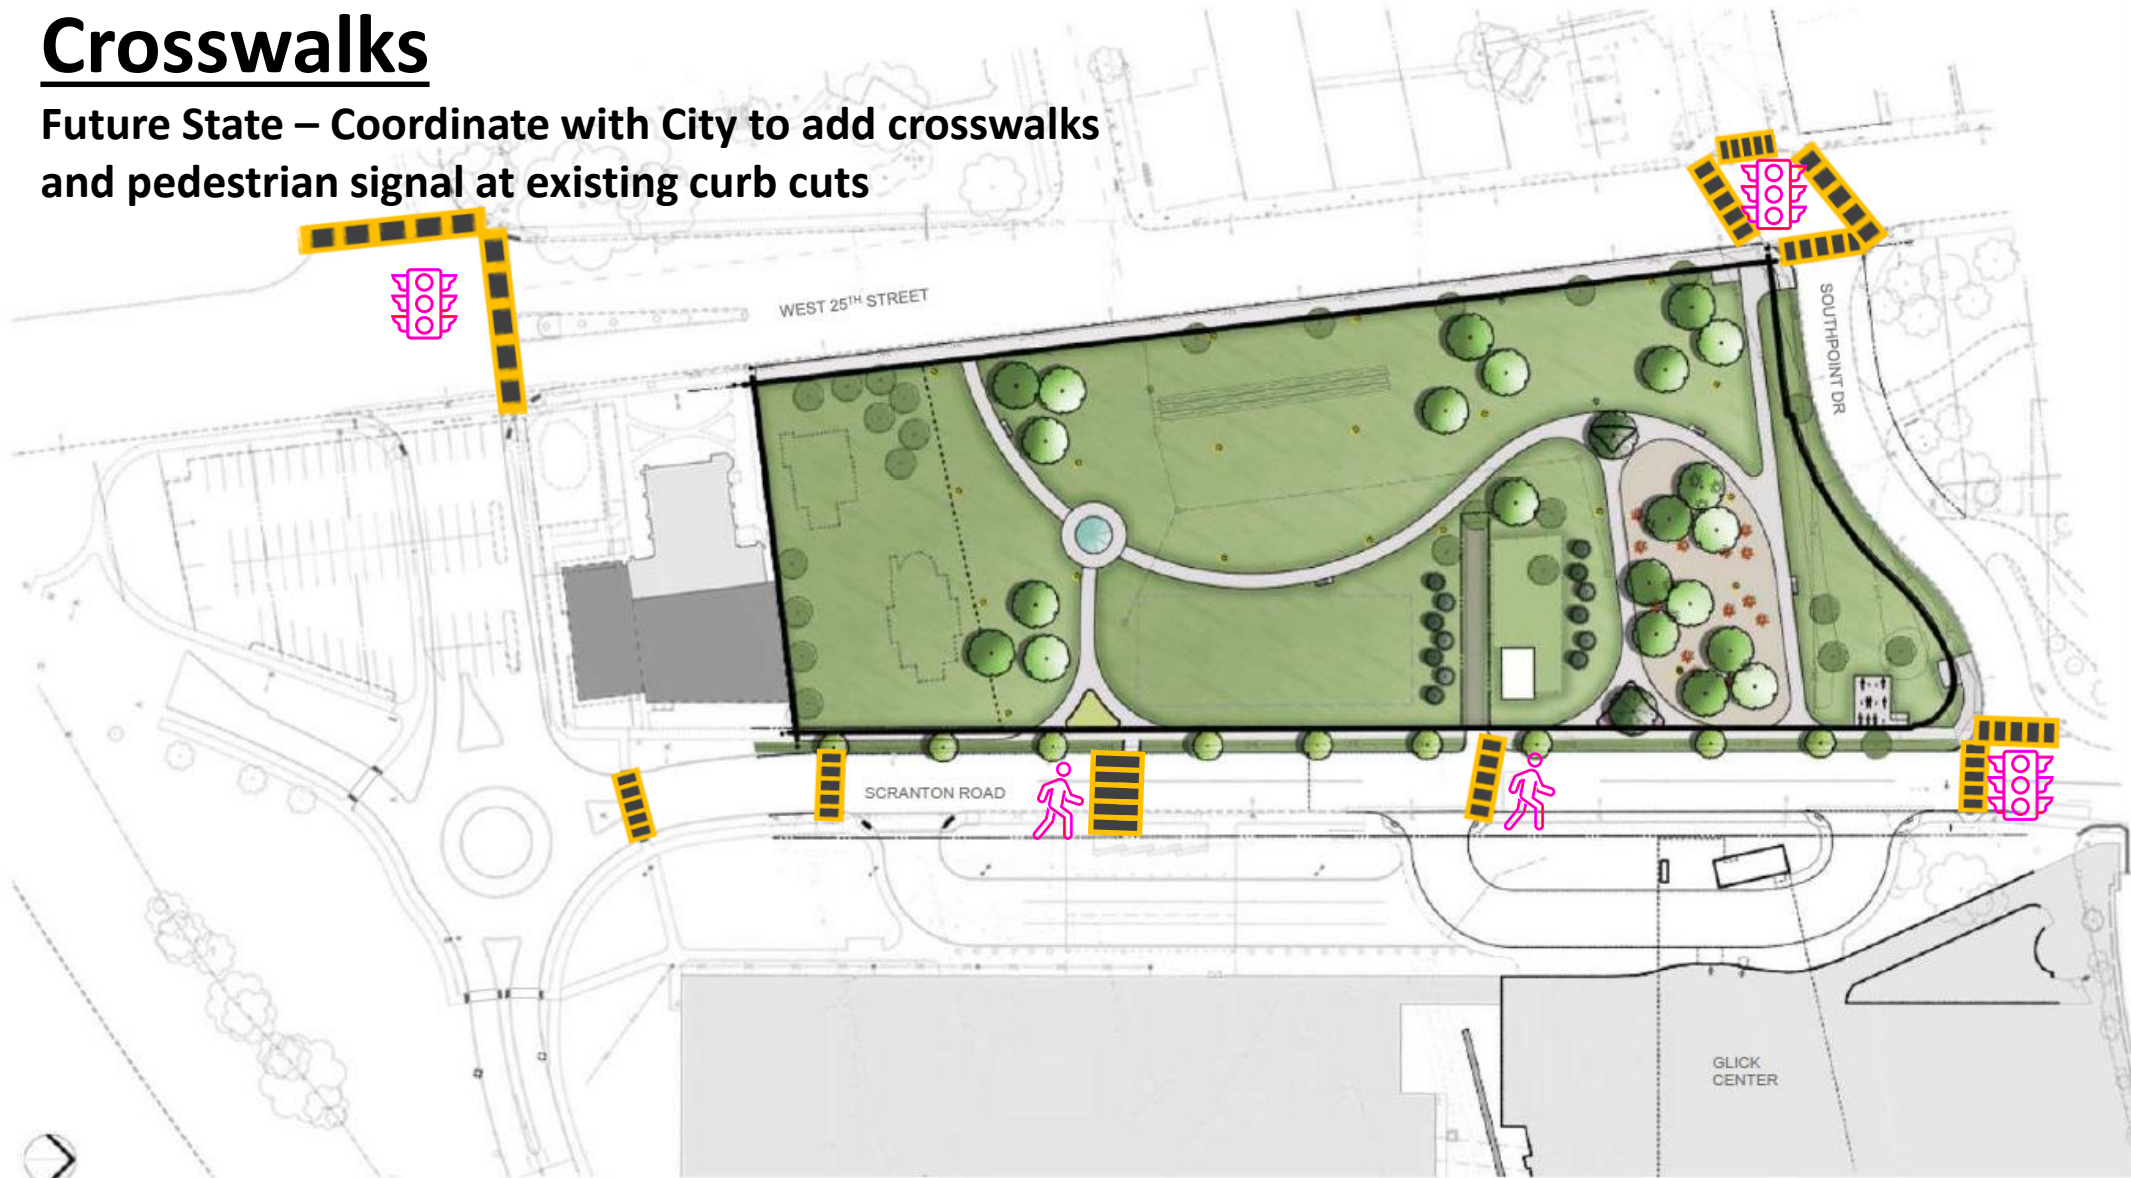 Crosswalks
Future State – Coordinate with City to add crosswalks
and pedestrian signal at existing curb cuts
WEST 25TH STREET
SOUTHPOINT DR
SCRANTON ROAD
GLICK
CENTER